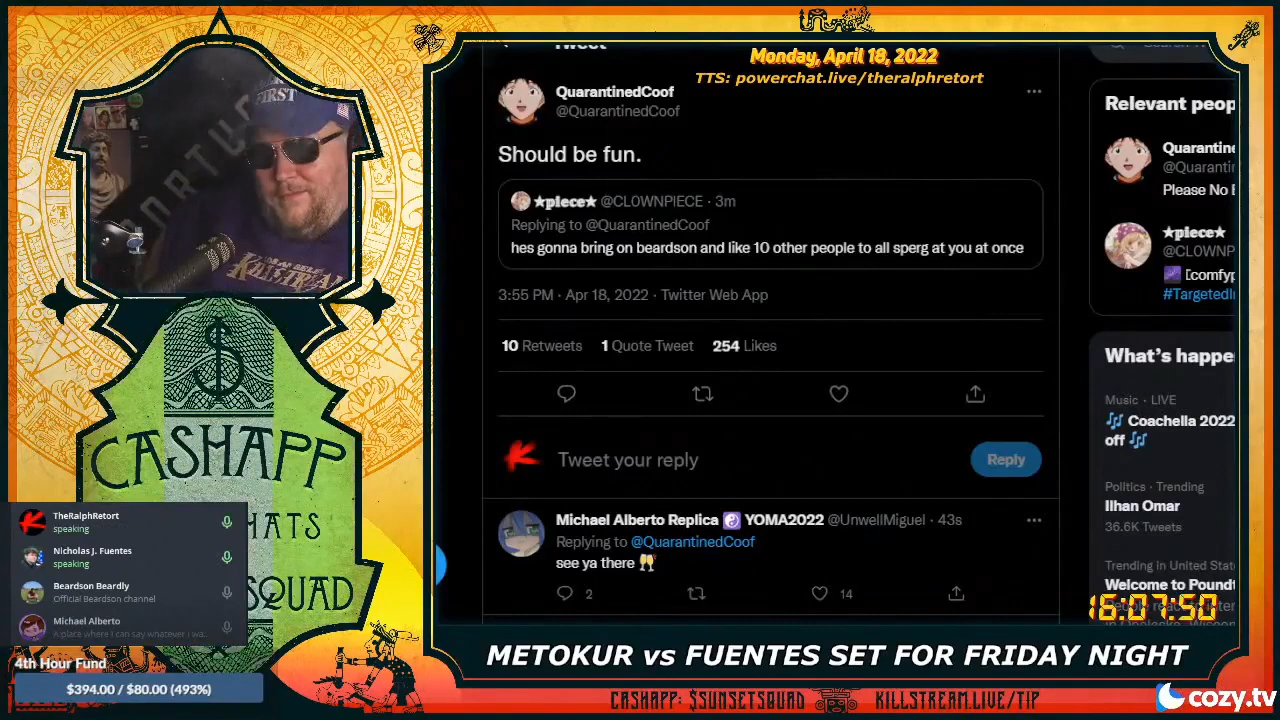 Monday, April 18, 2022
TTS: powerchat.live/theralphretort
Tweet
QuarantinedCoof
@QuarantinedCoof
Should be fun.
★piece★ @CL0WNPIECE · 3m
Replying to @QuarantinedCoof
hes gonna bring on beardson and like 10 other people to all sperg at you at once
3:55 PM · Apr 18, 2022 · Twitter Web App
10 Retweets 1 Quote Tweet 254 Likes
Tweet your reply
Reply
Michael Alberto Replica ☯ YOMA2022 @UnwellMiguel · 43s
Replying to @QuarantinedCoof
see ya there 🥂
2
14
Relevant peop
Quarantine
@Quaranti
Please No
★piece★
@CL0WNP
#TargetedI
What's happe
Music · LIVE
🎶 Coachella 2022
off 🎶
Politics · Trending
Ilhan Omar
36.6K Tweets
Trending in United Stat
Welcome to Poundt
16:07:50
FIRST
CASHAPP
HATS
SQUAD
TheRalphRetort
speaking
Nicholas J. Fuentes
speaking
Beardson Beardly
Official Beardson channel
Michael Alberto
A place where I can say whatever i wa...
4th Hour Fund
$394.00 / $80.00 (493%)
METOKUR vs FUENTES SET FOR FRIDAY NIGHT
CASHAPP: $SUNSETSQUAD
KILLSTREAM.LIVE/TIP
cozy.tv